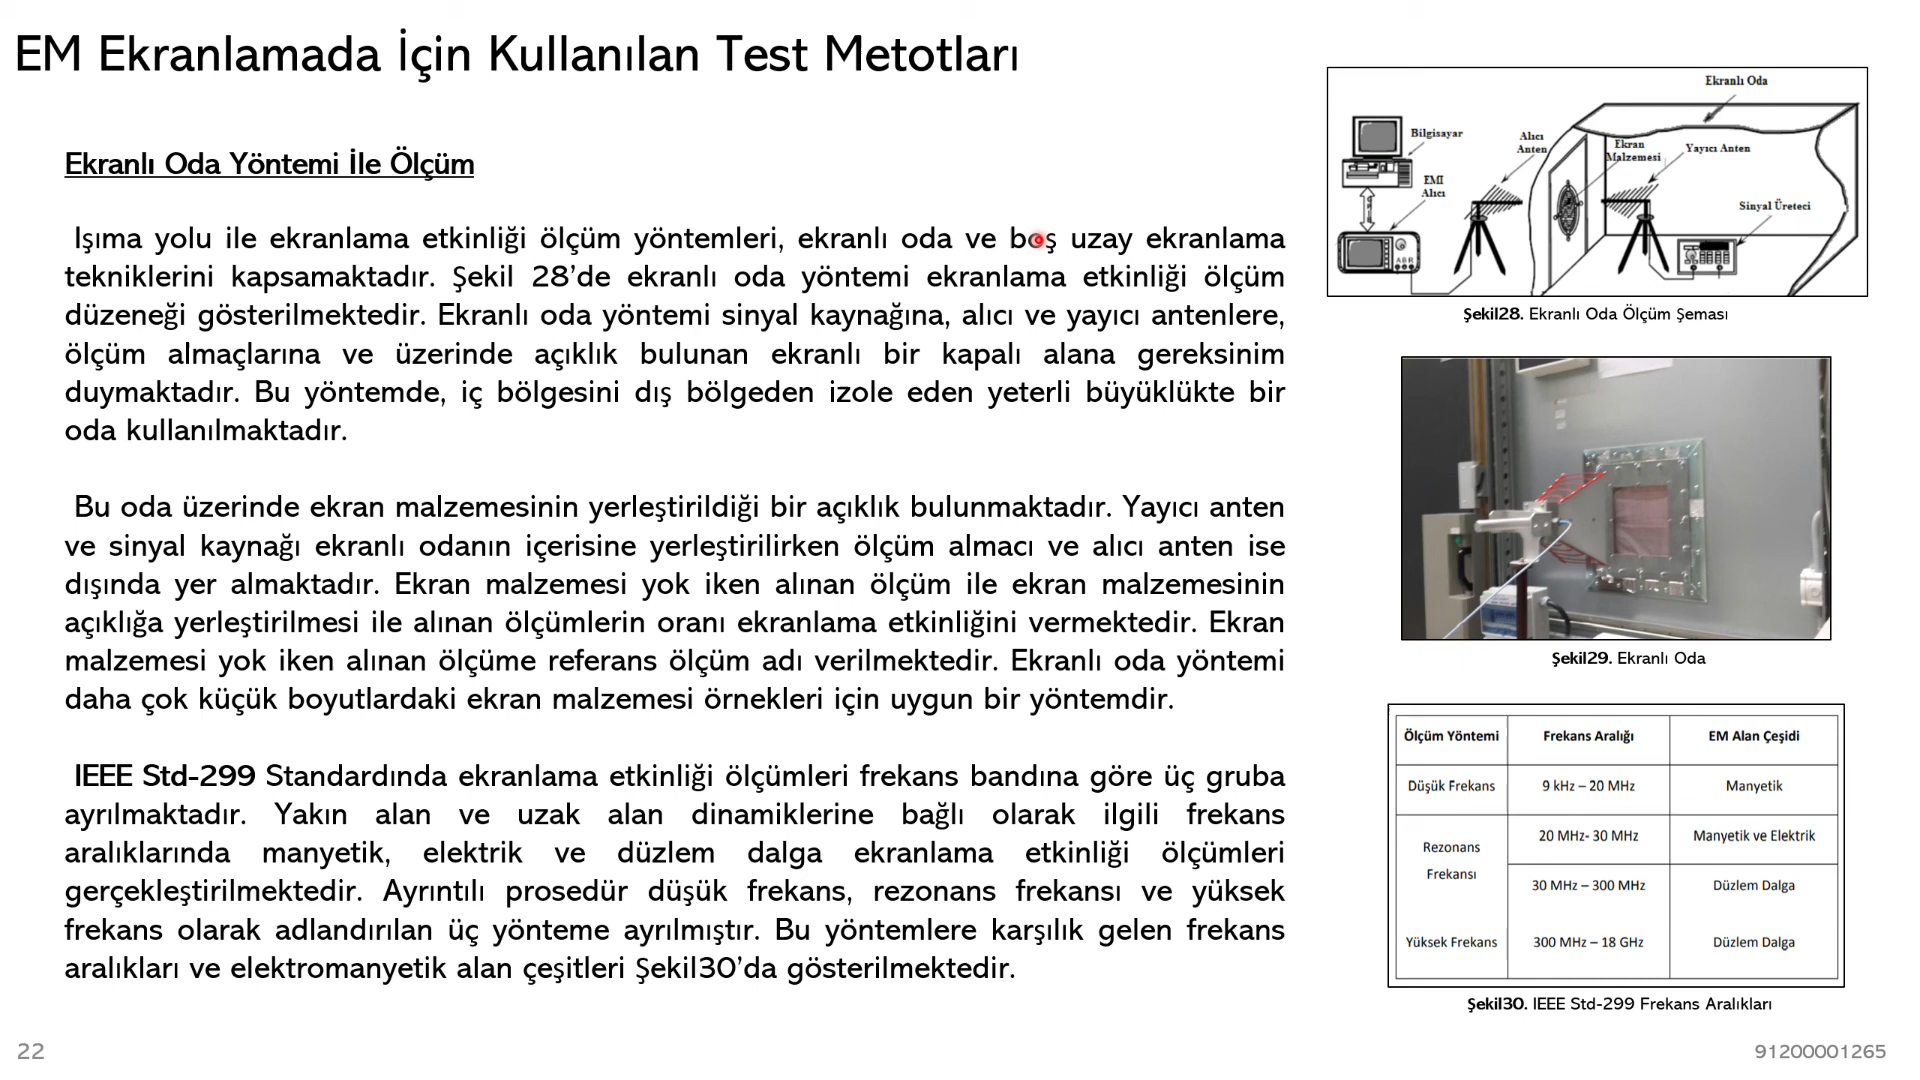 EM Ekranlamada İçin Kullanılan Test Metotları
Ekranlı Oda Yöntemi İle Ölçüm
Işıma yolu ile ekranlama etkinliği ölçüm yöntemleri, ekranlı oda ve boş uzay ekranlama
tekniklerini kapsamaktadır. Şekil 28’de ekranlı oda yöntemi ekranlama etkinliği ölçüm
düzeneği gösterilmektedir. Ekranlı oda yöntemi sinyal kaynağına, alıcı ve yayıcı antenlere,
ölçüm almaçlarına ve üzerinde açıklık bulunan ekranlı bir kapalı alana gereksinim
duymaktadır. Bu yöntemde, iç bölgesini dış bölgeden izole eden yeterli büyüklükte bir
oda kullanılmaktadır.
Bu oda üzerinde ekran malzemesinin yerleştirildiği bir açıklık bulunmaktadır. Yayıcı anten
ve sinyal kaynağı ekranlı odanın içerisine yerleştirilirken ölçüm almacı ve alıcı anten ise
dışında yer almaktadır. Ekran malzemesi yok iken alınan ölçüm ile ekran malzemesinin
açıklığa yerleştirilmesi ile alınan ölçümlerin oranı ekranlama etkinliğini vermektedir. Ekran
malzemesi yok iken alınan ölçüme referans ölçüm adı verilmektedir. Ekranlı oda yöntemi
daha çok küçük boyutlardaki ekran malzemesi örnekleri için uygun bir yöntemdir.
IEEE Std-299 Standardında ekranlama etkinliği ölçümleri frekans bandına göre üç gruba
ayrılmaktadır. Yakın alan ve uzak alan dinamiklerine bağlı olarak ilgili frekans
aralıklarında manyetik, elektrik ve düzlem dalga ekranlama etkinliği ölçümleri
gerçekleştirilmektedir. Ayrıntılı prosedür düşük frekans, rezonans frekansı ve yüksek
frekans olarak adlandırılan üç yönteme ayrılmıştır. Bu yöntemlere karşılık gelen frekans
aralıkları ve elektromanyetik alan çeşitleri Şekil30’da gösterilmektedir.
Ekranlı Oda
Bilgisayar
Alıcı
Anten
Ekran
Malzemesi
Yayıcı Anten
EMI
Alıcı
Sinyal Üreteci
ABR
Şekil28. Ekranlı Oda Ölçüm Şeması
Şekil29. Ekranlı Oda
Ölçüm Yöntemi Frekans Aralığı EM Alan Çeşidi
Düşük Frekans 9 kHz – 20 MHz Manyetik
Rezonans
Frekansı
20 MHz- 30 MHz Manyetik ve Elektrik
30 MHz – 300 MHz Düzlem Dalga
Yüksek Frekans 300 MHz – 18 GHz Düzlem Dalga
Şekil30. IEEE Std-299 Frekans Aralıkları
22
91200001265